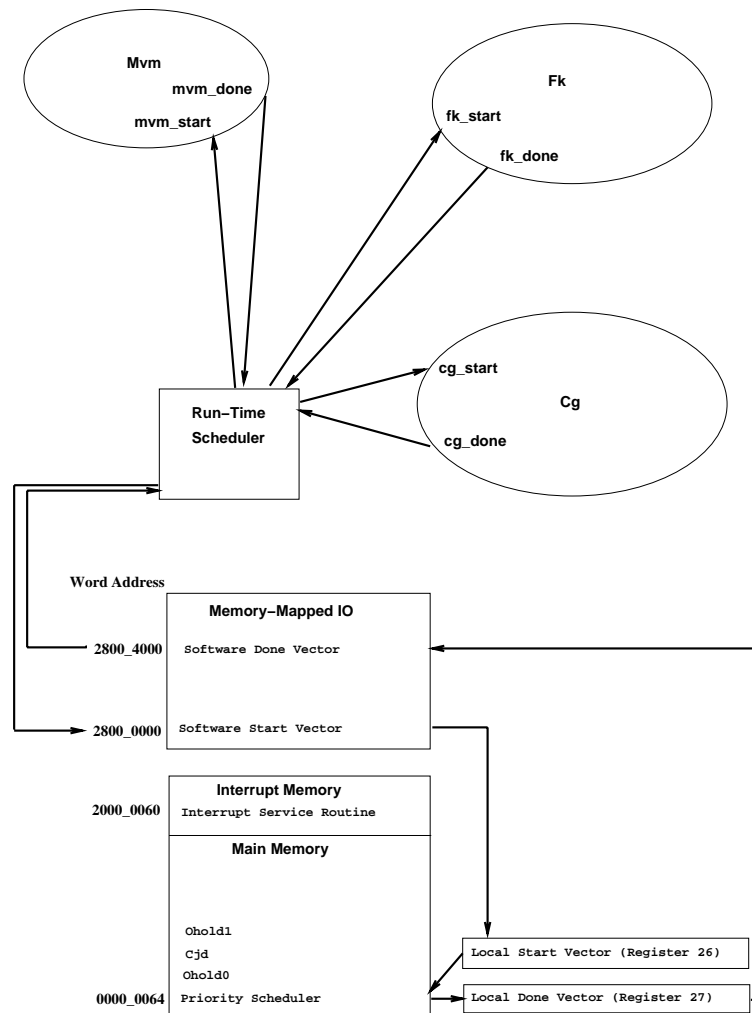 Mvm
mvm_done
mvm_start
Fk
fk_start
fk_done
cg_start
Cg
cg_done
Run−Time
Scheduler
Word Address
Memory−Mapped IO
2800_4000 Software Done Vector
2800_0000 Software Start Vector
Interrupt Memory
2000_0060 Interrupt Service Routine
Main Memory
Ohold1
Cjd
Ohold0
0000_0064 Priority Scheduler
Local Start Vector (Register 26)
Local Done Vector (Register 27)